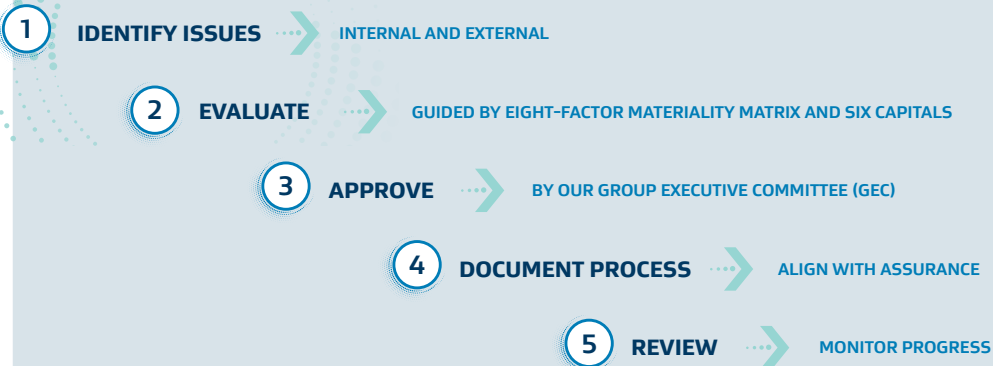 1 IDENTIFY ISSUES INTERNAL AND EXTERNAL
2 EVALUATE GUIDED BY EIGHT-FACTOR MATERIALITY MATRIX AND SIX CAPITALS
3 APPROVE BY OUR GROUP EXECUTIVE COMMITTEE (GEC)
4 DOCUMENT PROCESS ALIGN WITH ASSURANCE
5 REVIEW MONITOR PROGRESS